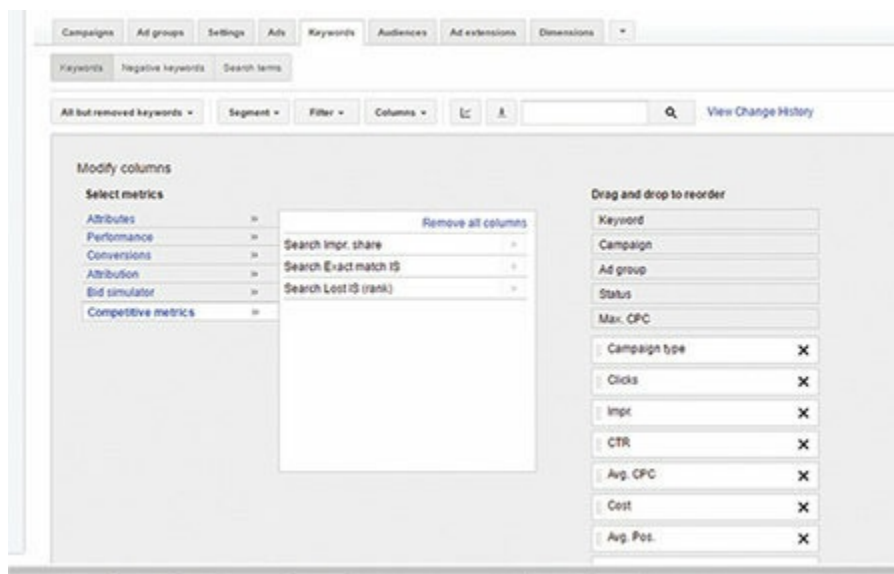 Campaigns Ad groups Settings Ads Keywords Audiences Ad extensions Dimensions
Keywords Negative keywords Search terms
All but removed keywords Segment Filter Columns View Change History
Modify columns
Select metrics
Attributes »
Performance »
Conversions »
Attribution »
Bid simulator »
Competitive metrics »
Remove all columns
Search Impr. share »
Search Exact match IS »
Search Lost IS (rank) »
Drag and drop to reorder
Keyword
Campaign
Ad group
Status
Max. CPC
Campaign type
Clicks
Impr.
CTR
Avg. CPC
Cost
Avg. Pos.